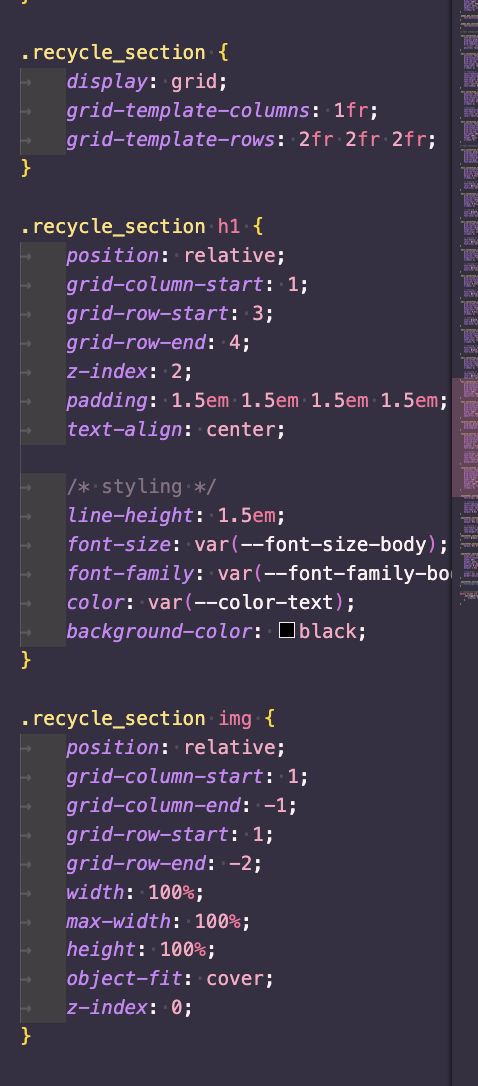 }
.recycle_section {
display: grid;
grid-template-columns: 1fr;
grid-template-rows: 2fr 2fr 2fr;
}
.recycle_section h1 {
position: relative;
grid-column-start: 1;
grid-row-start: 3;
grid-row-end: 4;
z-index: 2;
padding: 1.5em 1.5em 1.5em 1.5em;
text-align: center;
/* styling */
line-height: 1.5em;
font-size: var(--font-size-body);
font-family: var(--font-family-bo
color: var(--color-text);
background-color: black;
}
.recycle_section img {
position: relative;
grid-column-start: 1;
grid-column-end: -1;
grid-row-start: 1;
grid-row-end: -2;
width: 100%;
max-width: 100%;
height: 100%;
object-fit: cover;
z-index: 0;
}